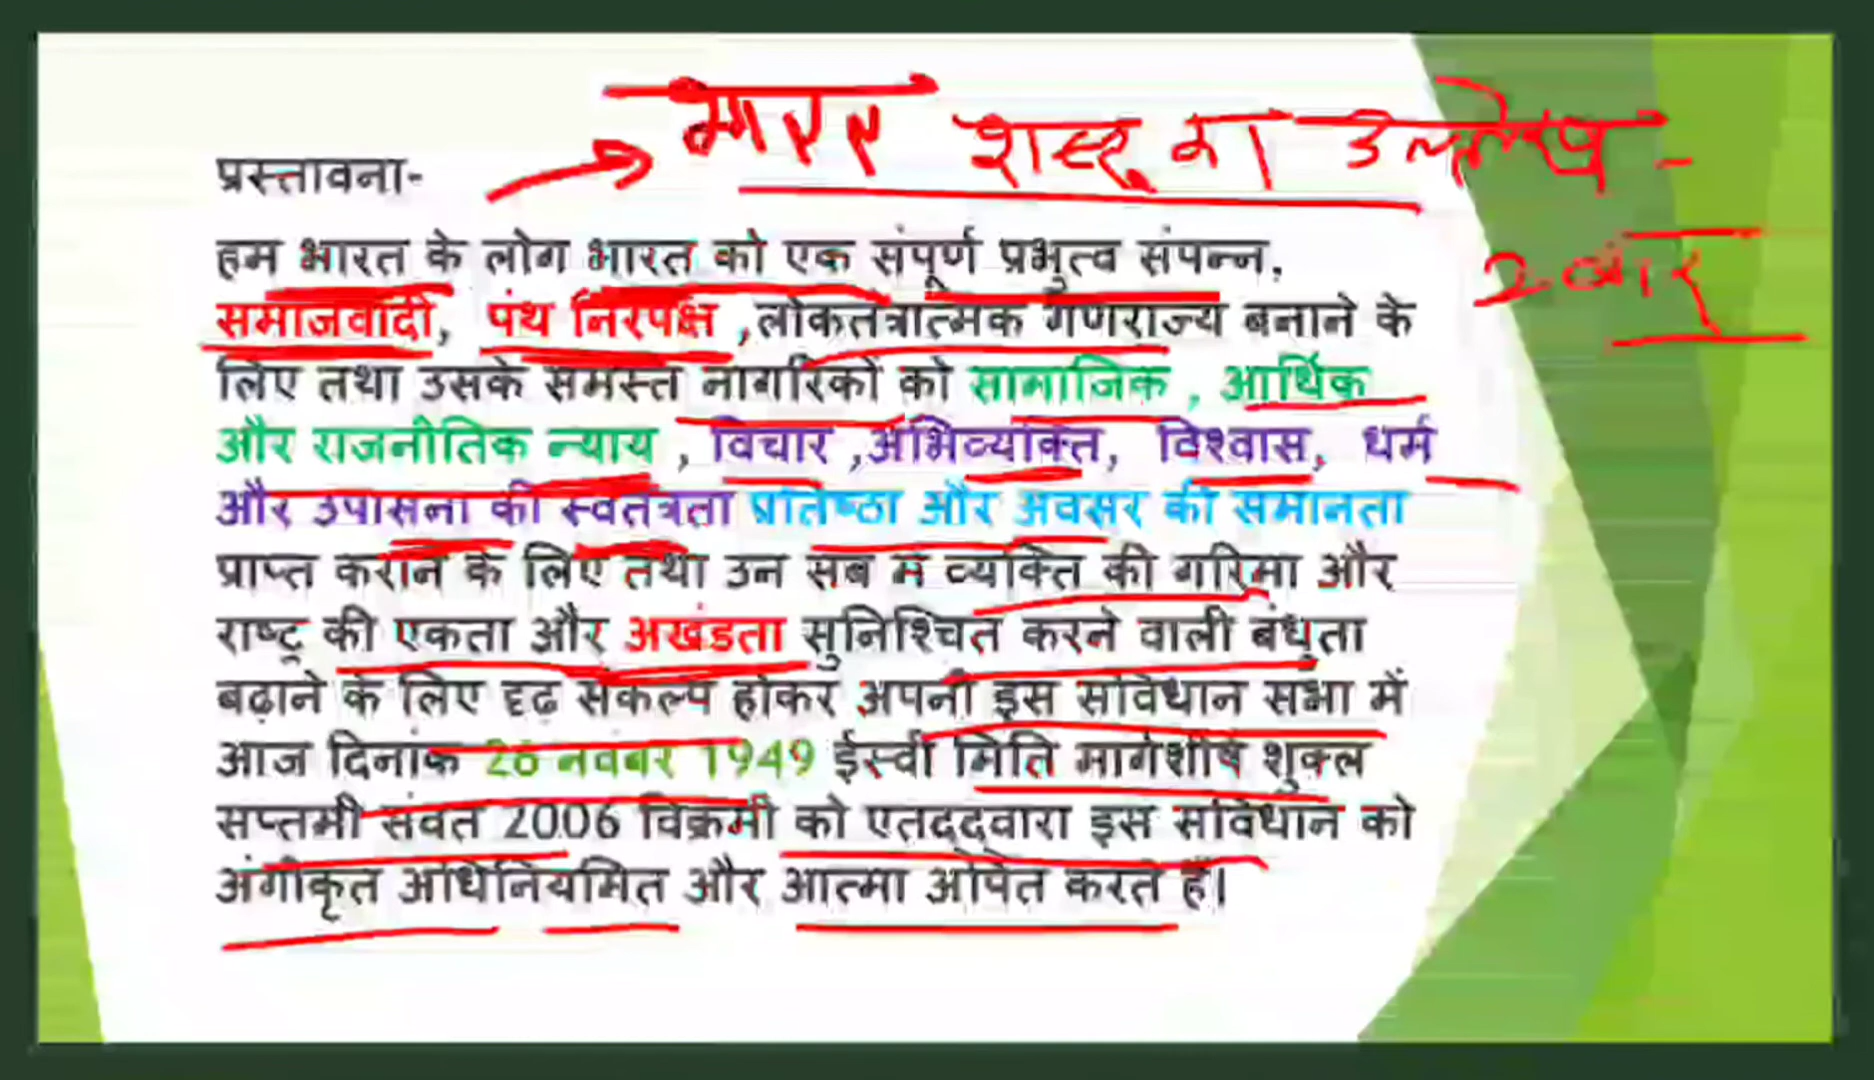 भारत शब्द का उल्लेख -
2 बार
प्रस्तावना-
हम भारत के लोग भारत को एक संपूर्ण प्रभुत्व संपन्न,
समाजवादी, पंथ निरपक्ष ,लोकतंत्रात्मक गणराज्य बनाने के
लिए तथा उसके समस्त नागरिकों को सामाजिक , आर्थिक
और राजनीतिक न्याय , विचार ,अभिव्यक्ति, विश्वास, धर्म
और उपासना की स्वतंत्रता प्रतिष्ठा और अवसर की समानता
प्राप्त कराने के लिए तथा उन सब में व्यक्ति की गरिमा और
राष्ट्र की एकता और अखंडता सुनिश्चित करने वाली बंधुता
बढ़ाने के लिए दृढ संकल्प होकर अपनी इस संविधान सभा में
आज दिनांक 26 नवंबर 1949 ईस्वी मिति मार्गशीर्ष शुक्ल
सप्तमी संवत 2006 विक्रमी को एतद्द्वारा इस संविधान को
अंगीकृत अधिनियमित और आत्मा अर्पित करते हैं।